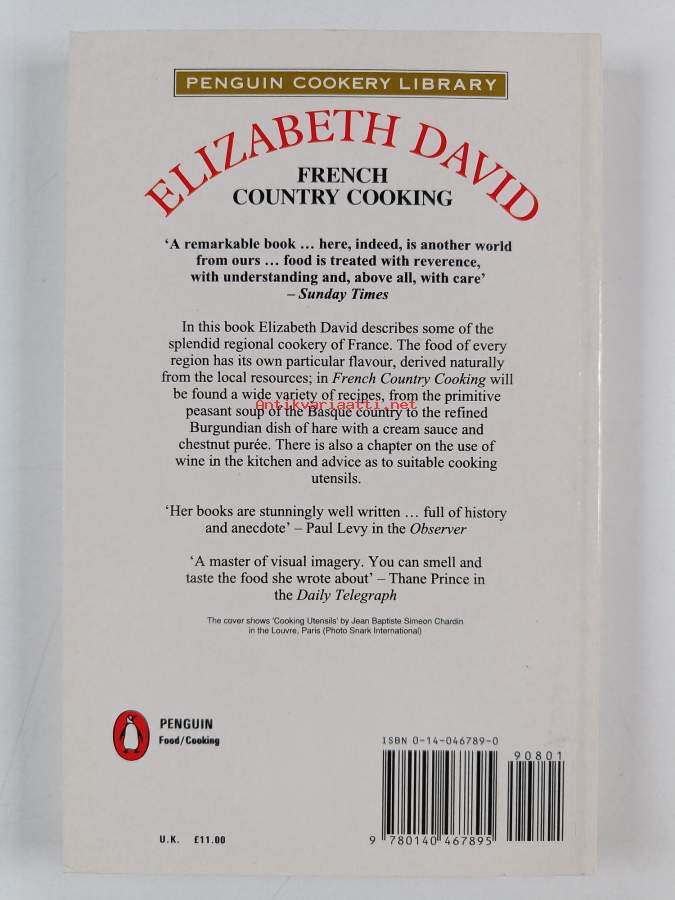 PENGUIN COOKERY LIBRARY
ELIZABETH DAVID
FRENCH
COUNTRY COOKING
‘A remarkable book ... here, indeed, is another world
from ours ... food is treated with reverence,
with understanding and, above all, with care’
– Sunday Times
In this book Elizabeth David describes some of the
splendid regional cookery of France. The food of every
region has its own particular flavour, derived naturally
from the local resources; in French Country Cooking will
be found a wide variety of recipes, from the primitive
Antikvariaatti.net
peasant soup of the Basque country to the refined
Burgundian dish of hare with a cream sauce and
chestnut purée. There is also a chapter on the use of
wine in the kitchen and advice as to suitable cooking
utensils.
‘Her books are stunningly well written ... full of history
and anecdote’ – Paul Levy in the Observer
‘A master of visual imagery. You can smell and
taste the food she wrote about’ – Thane Prince in
the Daily Telegraph
The cover shows 'Cooking Utensils' by Jean Baptiste Simeon Chardin
in the Louvre, Paris (Photo Snark International)
PENGUIN
Food/Cooking
U.K. £11.00
ISBN 0-14-046789-0
90801
9 780140 467895